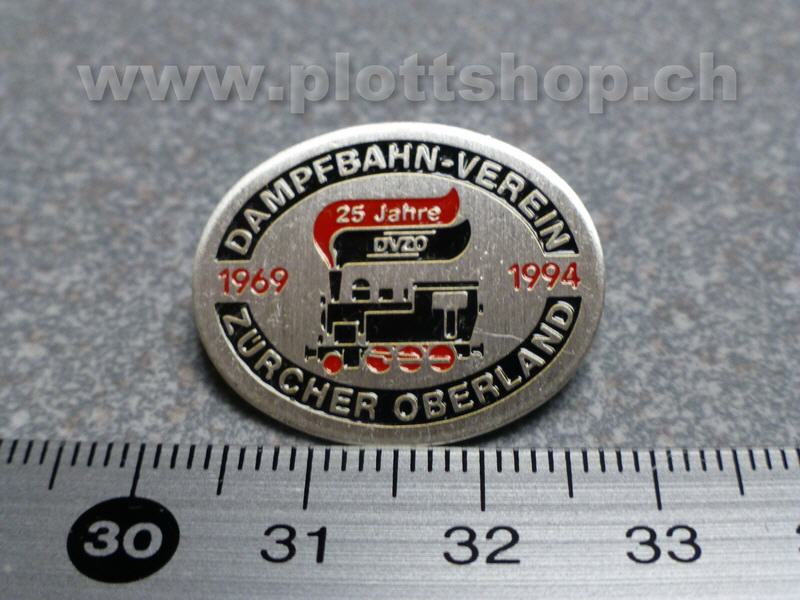 www.plottshop.ch
DAMPFBAHN-VEREIN
25 Jahre
DVZO
1969 1994
ZÜRCHER OBERLAND
30 31 32 33